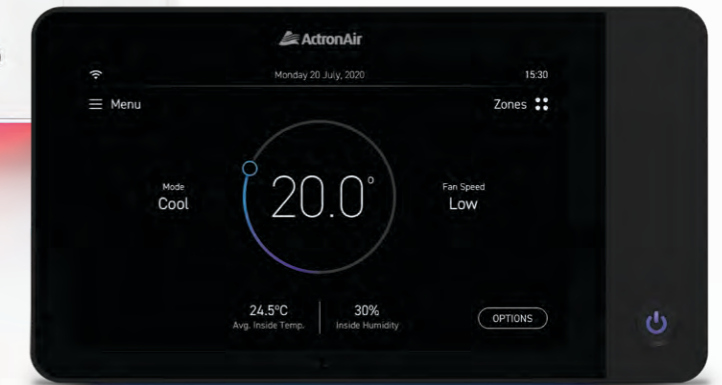 ActronAir
Monday 20 July, 2020
15:30
Menu
Zones
Mode
Cool
20.0°
Fan Speed
Low
24.5°C
Avg. Inside Temp.
30%
Inside Humidity
OPTIONS